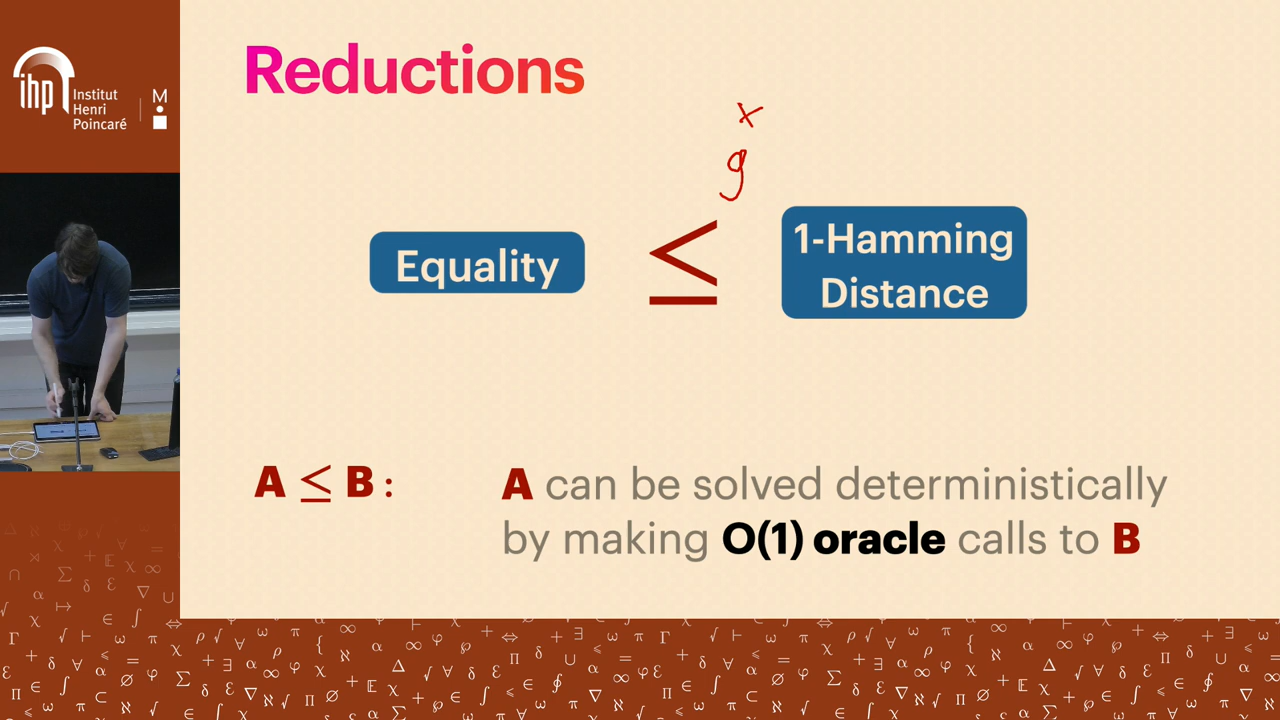 ihp
Institut
Henri
Poincaré
M
Reductions
x
y
Equality
≤
1-Hamming
Distance
A ≤ B :
A can be solved deterministically
by making O(1) oracle calls to B